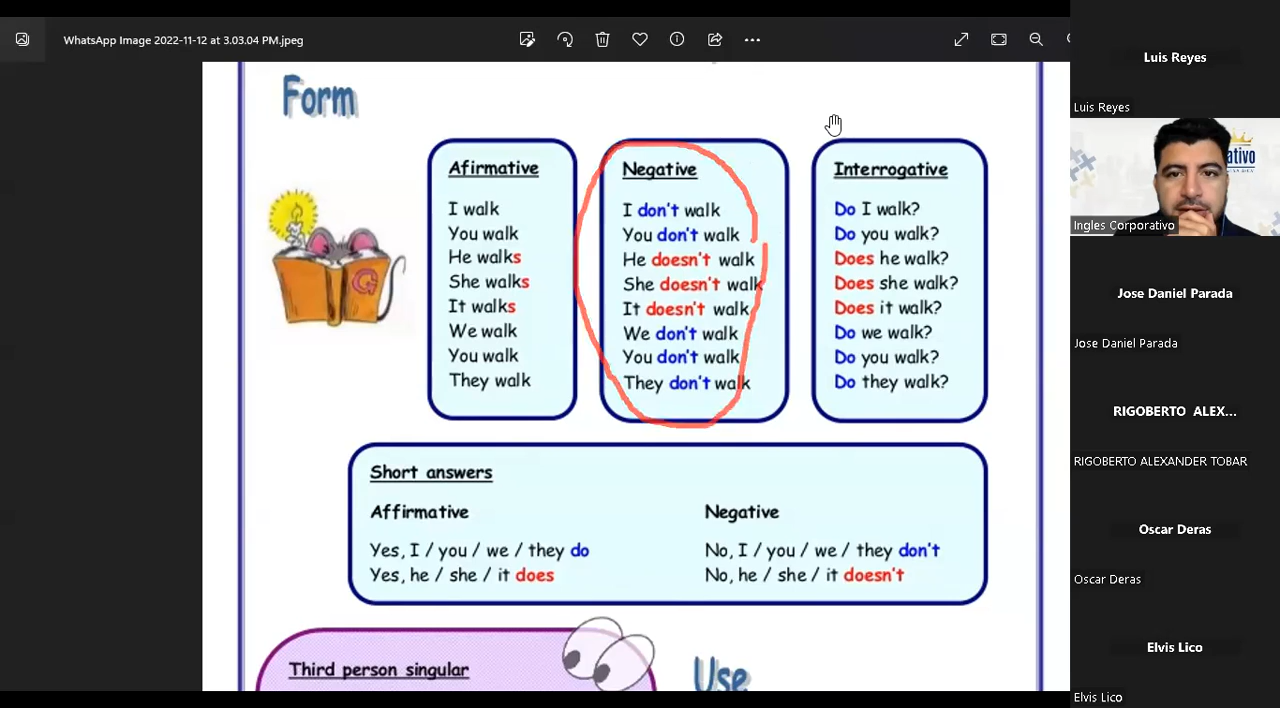 WhatsApp Image 2022-11-12 at 3.03.04 PM.jpeg
Form
Afirmative
I walk
You walk
He walks
She walks
It walks
We walk
You walk
They walk
Negative
I don't walk
You don't walk
He doesn't walk
She doesn't walk
It doesn't walk
We don't walk
You don't walk
They don't walk
Interrogative
Do I walk?
Do you walk?
Does he walk?
Does she walk?
Does it walk?
Do we walk?
Do you walk?
Do they walk?
G
Short answers
Affirmative
Yes, I / you / we / they do
Yes, he / she / it does
Negative
No, I / you / we / they don't
No, he / she / it doesn't
Third person singular
Use
Luis Reyes
Luis Reyes
ativo
Ingles Corporativo
Jose Daniel Parada
Jose Daniel Parada
RIGOBERTO ALEX...
RIGOBERTO ALEXANDER TOBAR
Oscar Deras
Oscar Deras
Elvis Lico
Elvis Lico